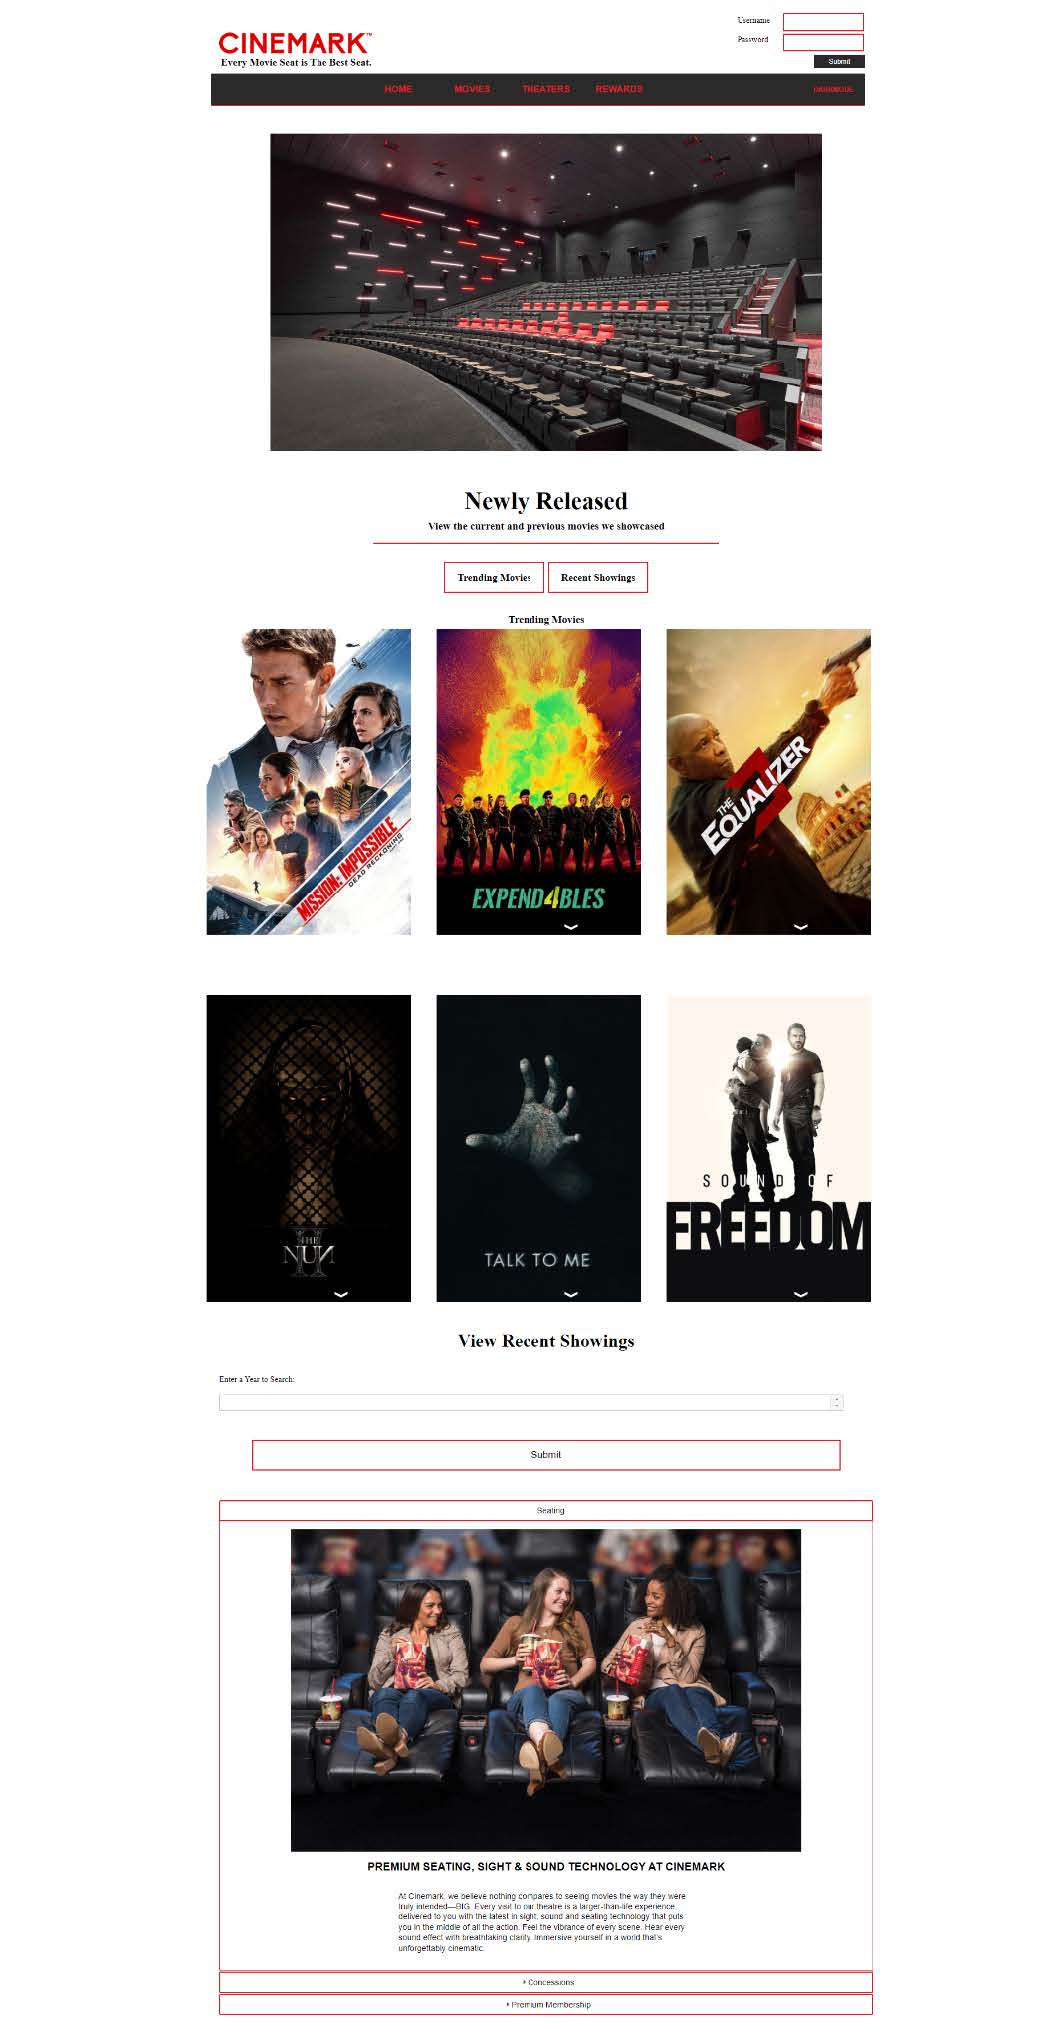 Username
Password
Submit
CINEMARK™
Every Movie Seat is The Best Seat.
HOME MOVIES THEATERS REWARDS DARKMODE
Newly Released
View the current and previous movies we showcased
Trending Movies Recent Showings
Trending Movies
MISSION: IMPOSSIBLE
DEAD RECKONING
EXPEND4BLES
THE
EQUALIZER
3
THE
NUN
II
TALK TO ME
SOUND OF
FREEDOM
View Recent Showings
Enter a Year to Search:
Submit
Seating
PREMIUM SEATING, SIGHT & SOUND TECHNOLOGY AT CINEMARK
At Cinemark, we believe nothing compares to seeing movies the way they were
truly intended—BIG. Every visit to our theatre is a larger-than-life experience,
delivered to you with the latest in sight, sound and seating technology that puts
you in the middle of all the action. Feel the vibrance of every scene. Hear every
sound effect with breathtaking clarity. Immersive yourself in a world that's
unforgettably cinematic.
Concessions
Premium Membership